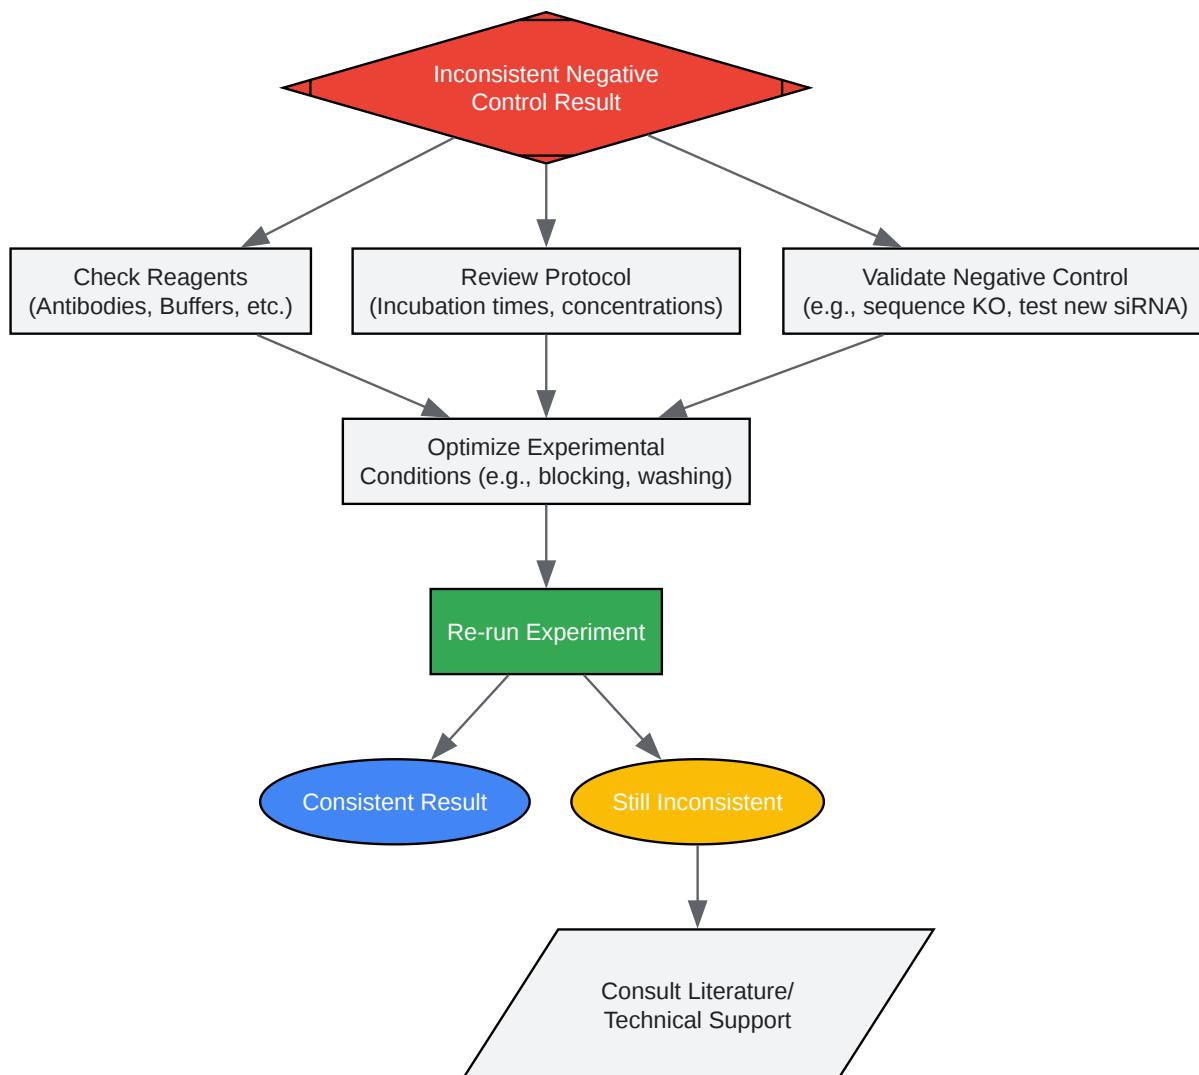 Inconsistent Negative
Control Result
Check Reagents
(Antibodies, Buffers, etc.)
Review Protocol
(Incubation times, concentrations)
Validate Negative Control
(e.g., sequence KO, test new siRNA)
Optimize Experimental
Conditions (e.g., blocking, washing)
Re-run Experiment
Consistent Result
Still Inconsistent
Consult Literature/
Technical Support